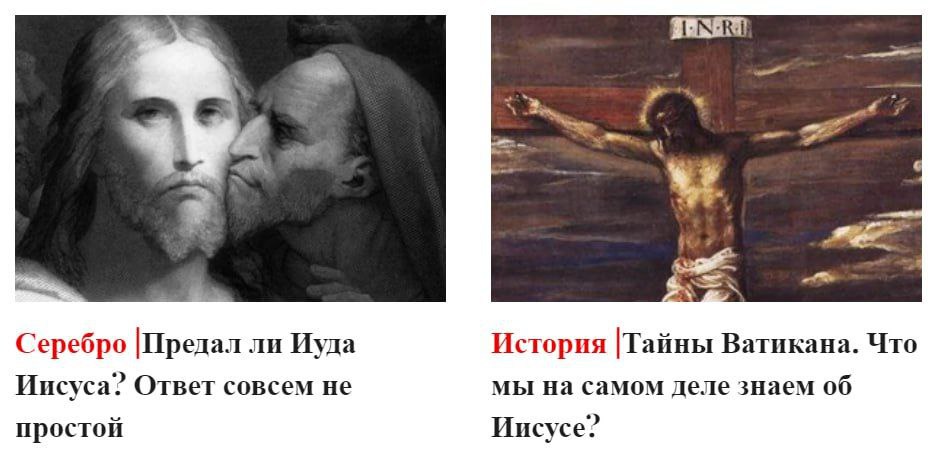 I·N·R·I
Серебро |Предал ли Иуда
Иисуса? Ответ совсем не
простой
История |Тайны Ватикана. Что
мы на самом деле знаем об
Иисусе?